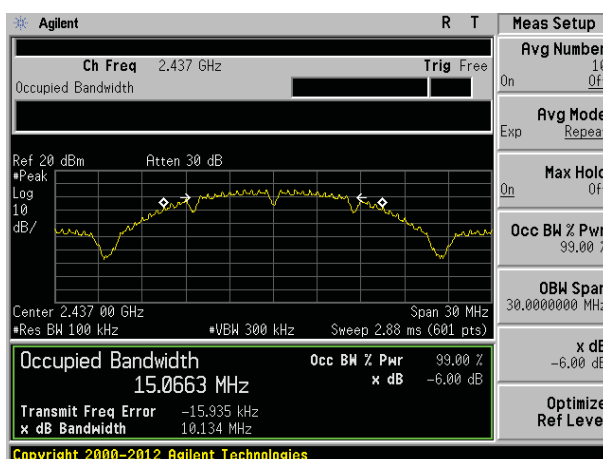 Agilent R T Meas Setup
Ch Freq 2.437 GHz Trig Free
Occupied Bandwidth
Avg Number
10
On Of
Avg Mode
Exp Repea
Max Hold
On Of
Occ BW % Pwr
99.00 %
OBW Span
30.0000000 MHz
x dB
-6.00 dB
Optimize
Ref Leve
Ref 20 dBm Atten 30 dB
#Peak
Log
10
dB/
Center 2.437 00 GHz Span 30 MHz
#Res BW 100 kHz #VBW 300 kHz Sweep 2.88 ms (601 pts)
Occupied Bandwidth Occ BW % Pwr 99.00 %
15.0663 MHz x dB -6.00 dB
Transmit Freq Error -15.935 kHz
x dB Bandwidth 10.134 MHz
Copyright 2000-2012 Agilent Technologies